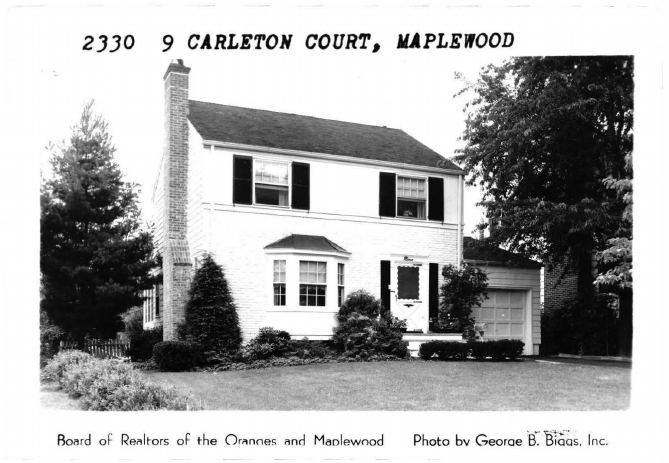 2330 9 CARLETON COURT, MAPLEWOOD
Board of Realtors of the Oranges and Maplewood Photo by George B. Biggs, Inc.